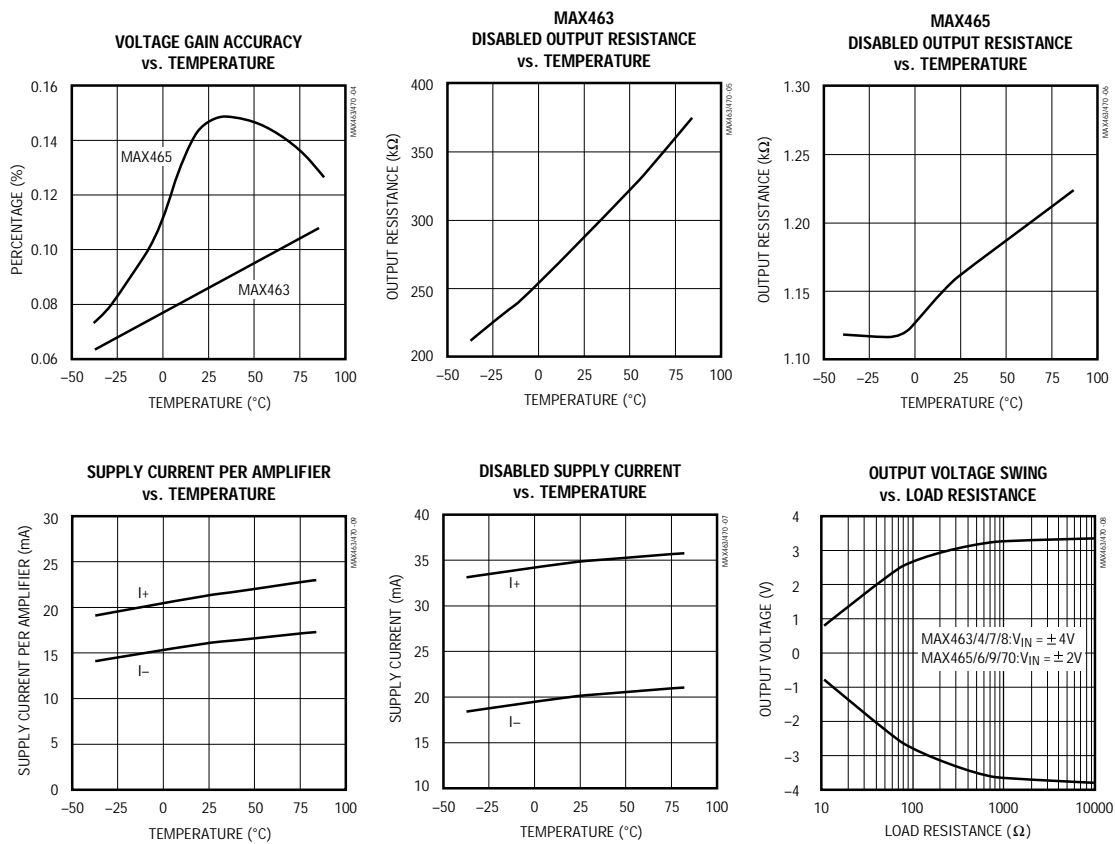 VOLTAGE GAIN ACCURACY
vs. TEMPERATURE
0.16
0.14
0.12
0.10
0.08
0.06
PERCENTAGE (%)
MAX465
MAX463
–50
–25
0
25
50
75
100
TEMPERATURE (°C)
MAX463/470 -04
MAX463
DISABLED OUTPUT RESISTANCE
vs. TEMPERATURE
400
350
300
250
200
OUTPUT RESISTANCE (kΩ)
–50
–25
0
25
50
75
100
TEMPERATURE (°C)
MAX463/470 -05
MAX465
DISABLED OUTPUT RESISTANCE
vs. TEMPERATURE
1.30
1.25
1.20
1.15
1.10
OUTPUT RESISTANCE (kΩ)
–50
–25
0
25
50
75
100
TEMPERATURE (°C)
MAX463/470 -06
SUPPLY CURRENT PER AMPLIFIER
vs. TEMPERATURE
30
25
20
15
10
5
0
SUPPLY CURRENT PER AMPLIFIER (mA)
I+
I–
–50
–25
0
25
50
75
100
TEMPERATURE (°C)
MAX463/470 -09
DISABLED SUPPLY CURRENT
vs. TEMPERATURE
40
35
30
40
20
15
10
SUPPLY CURRENT (mA)
I+
I–
–50
–25
0
25
50
75
100
TEMPERATURE (°C)
MAX463/470 -07
OUTPUT VOLTAGE SWING
vs. LOAD RESISTANCE
4
3
2
1
0
–1
–2
–3
–4
OUTPUT VOLTAGE (V)
MAX463/4/7/8:VIN = ±4V
MAX465/6/9/70:VIN = ± 2V
10
100
1000
10000
LOAD RESISTANCE (Ω)
MAX463/470 -08